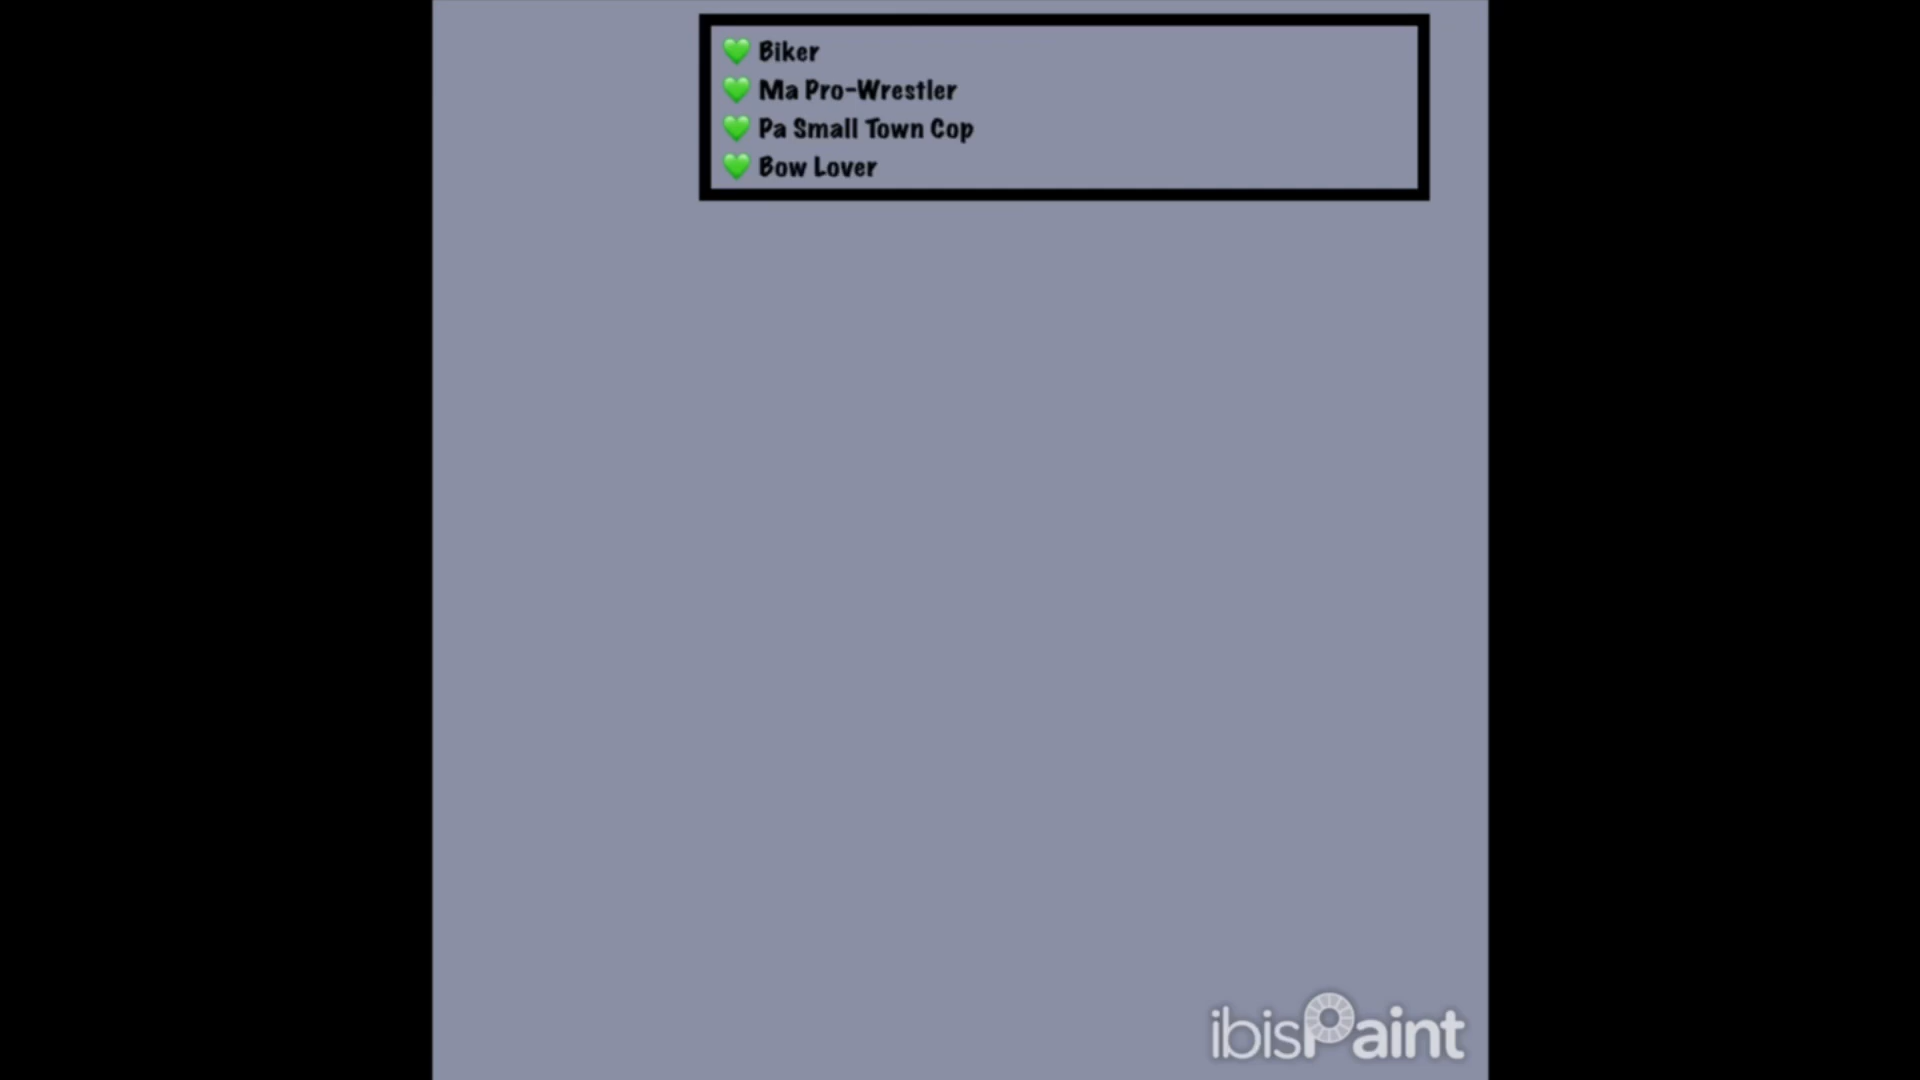 💚 Biker
💚 Ma Pro-Wrestler
💚 Pa Small Town Cop
💚 Bow Lover
ibisPaint